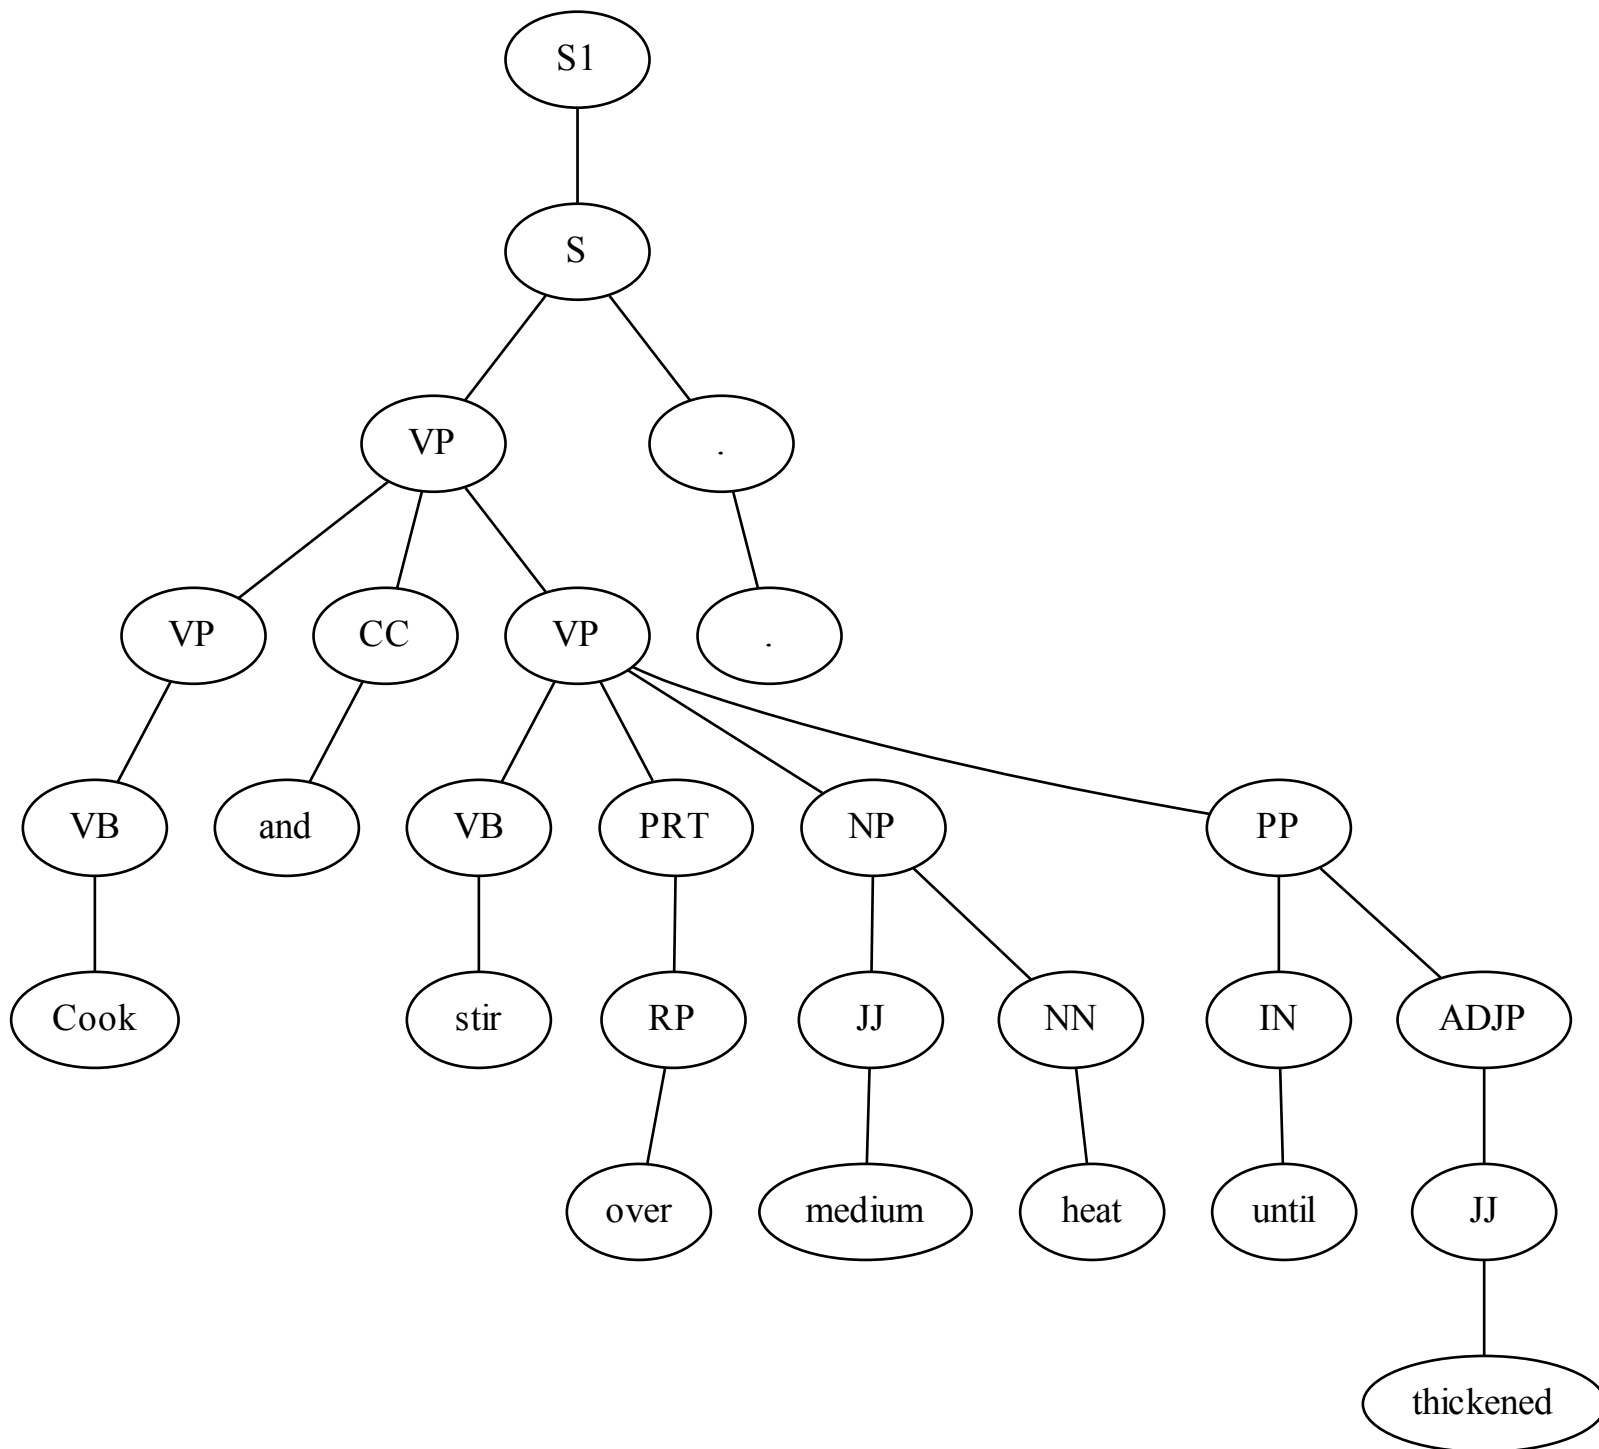 S1
S
VP .
VP CC VP .
VB and VB PRT NP PP
Cook stir RP JJ NN IN ADJP
over medium heat until JJ
thickened